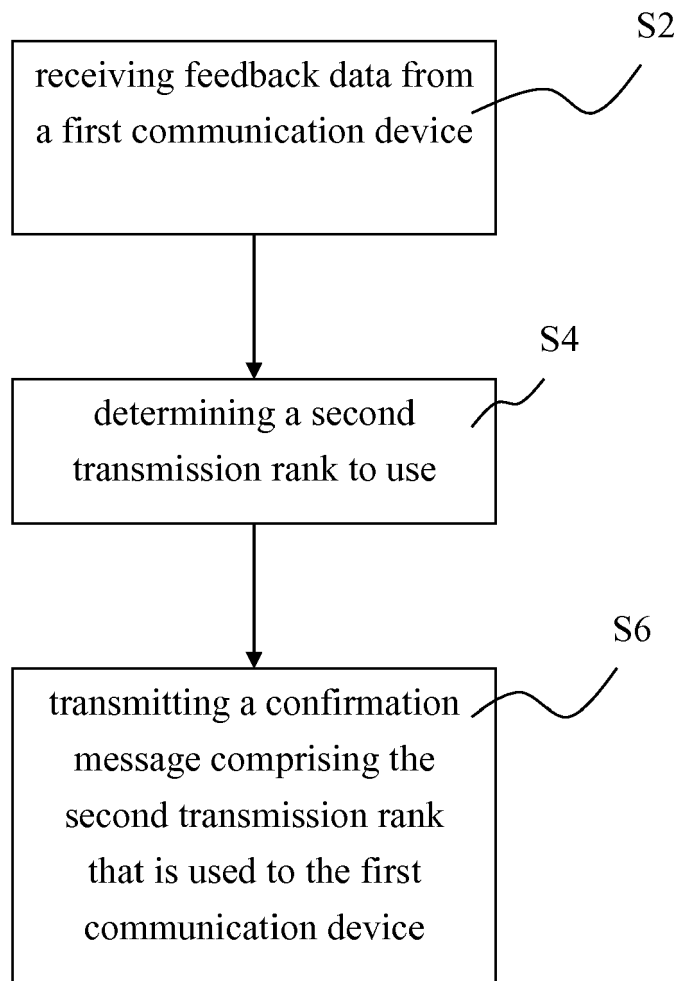 S2
receiving feedback data from
a first communication device
S4
determining a second
transmission rank to use
S6
transmitting a confirmation
message comprising the
second transmission rank
that is used to the first
communication device